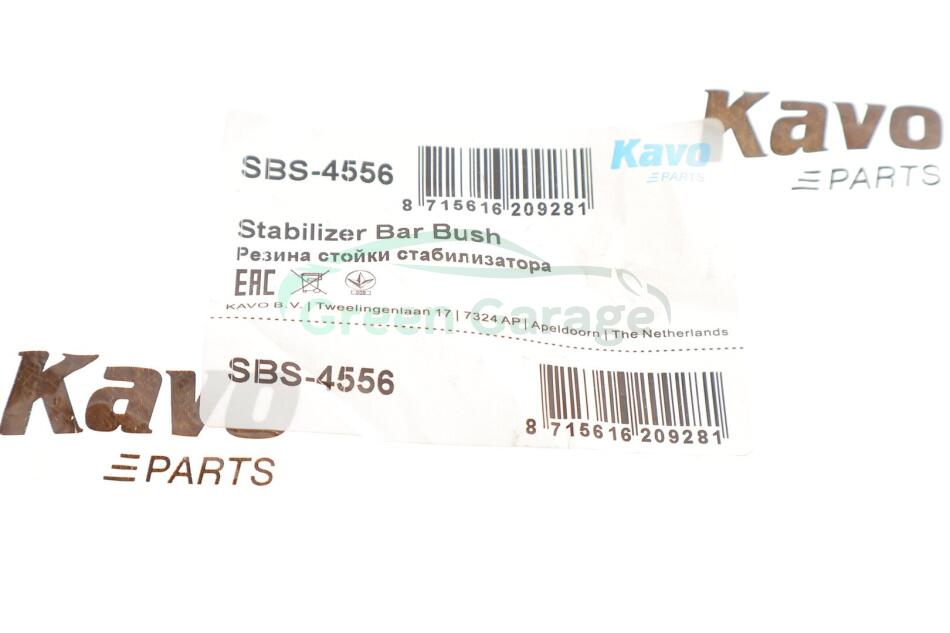 Kavo
PARTS
SBS-4556
8 715616 209281
Kavo
PARTS
Stabilizer Bar Bush
Резина стойки стабилизатора
EAC
KAVO B.V. | Tweelingenlaan 17 | 7324 AP | Apeldoorn | The Netherlands
Green Garage
SBS-4556
8 715616 209281
Kavo
PARTS